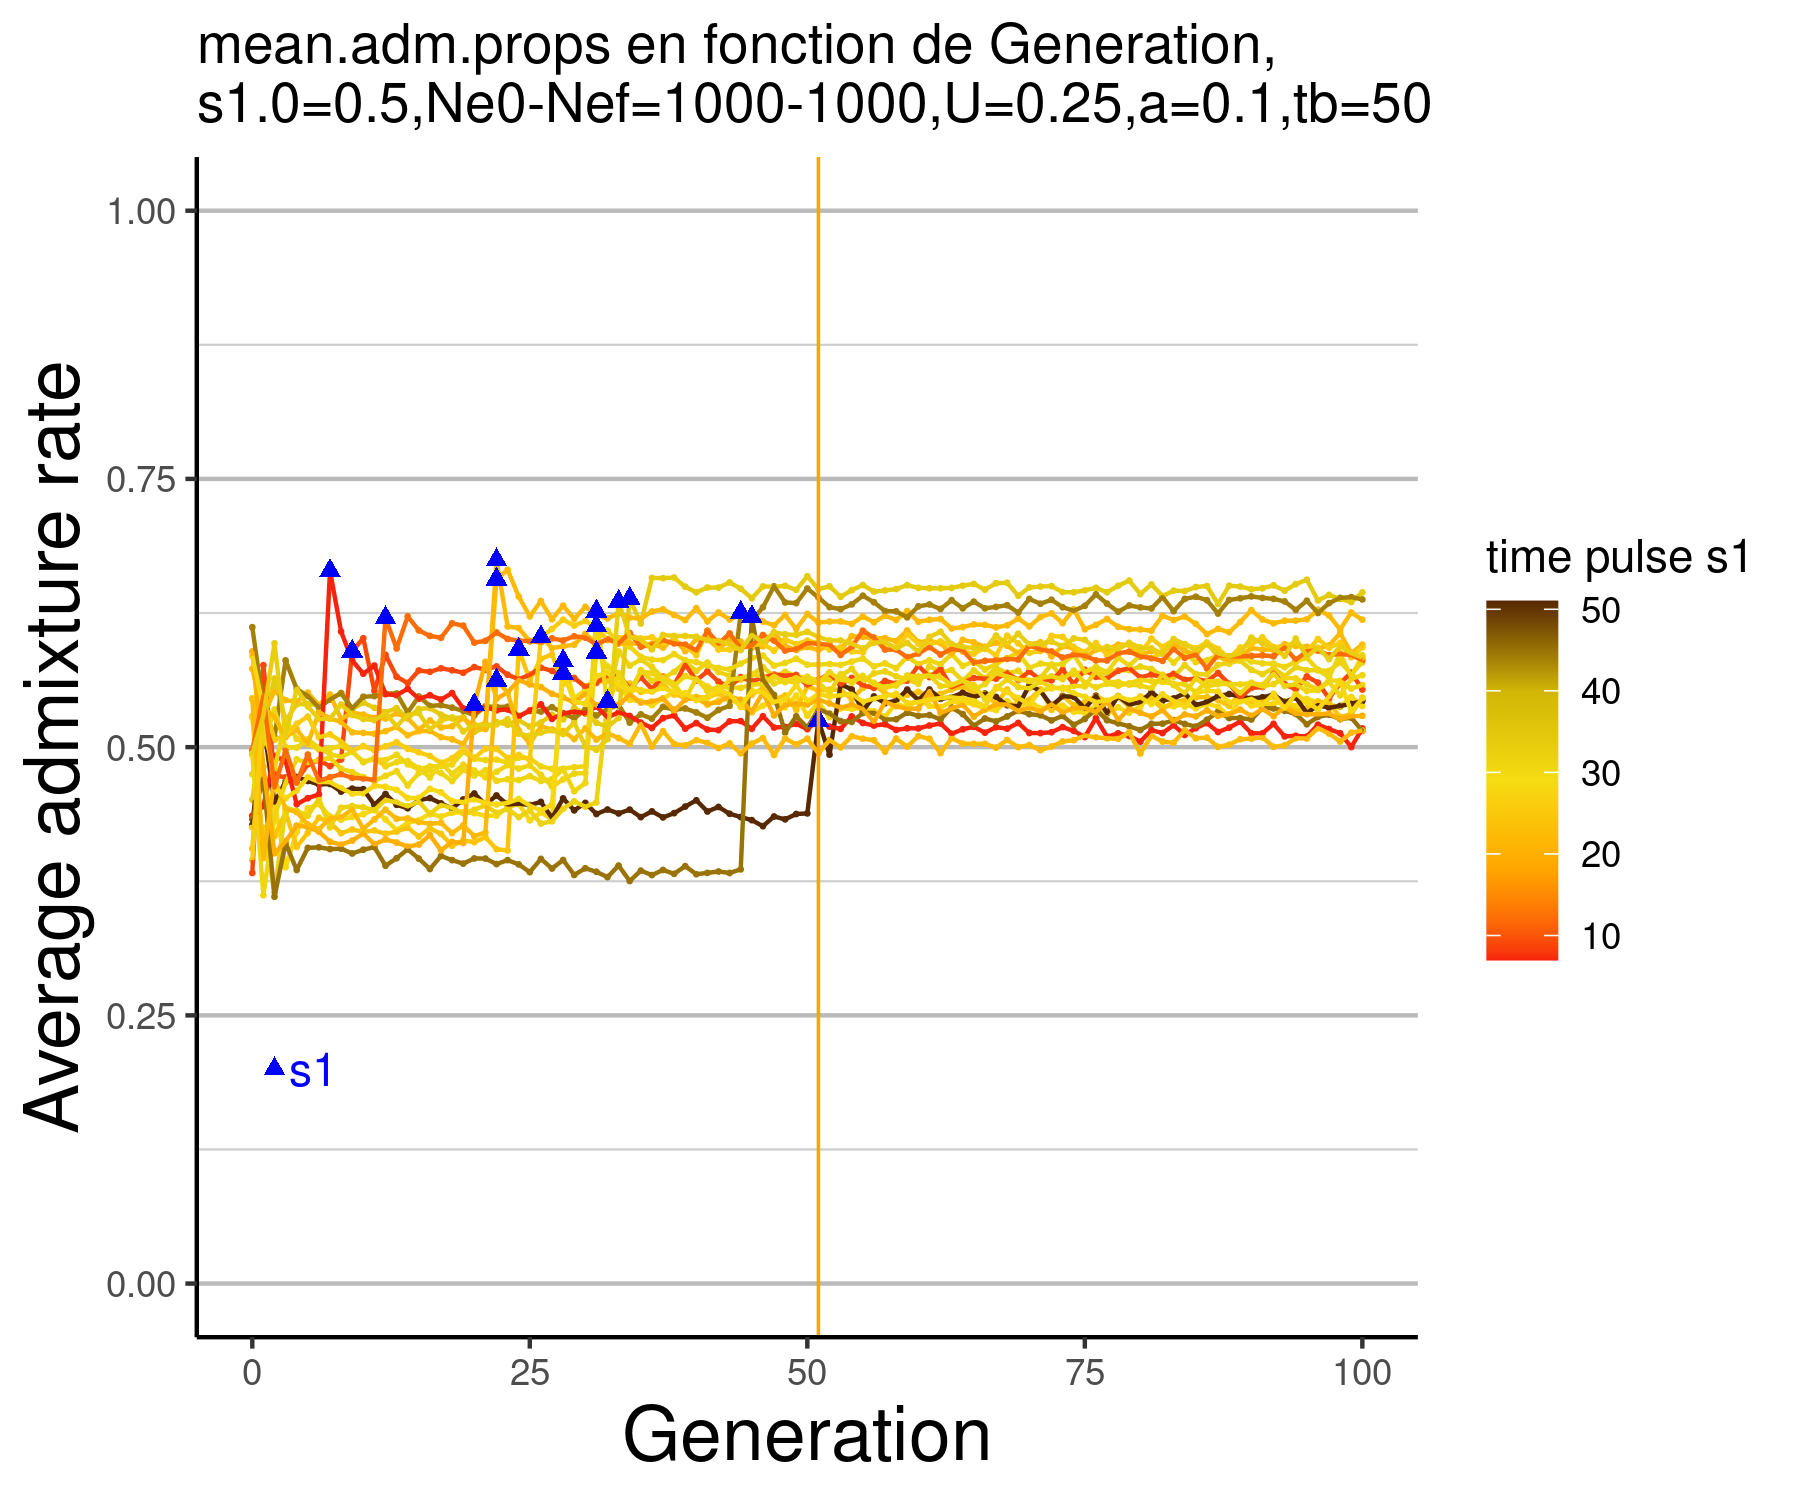 mean.adm.props en fonction de Generation,
s1.0=0.5,Ne0-Nef=1000-1000,U=0.25,a=0.1,tb=50
Average admixture rate
1.00
0.75
0.50
0.25
0.00
s1
0
25
50
75
100
Generation
time pulse s1
50
40
30
20
10